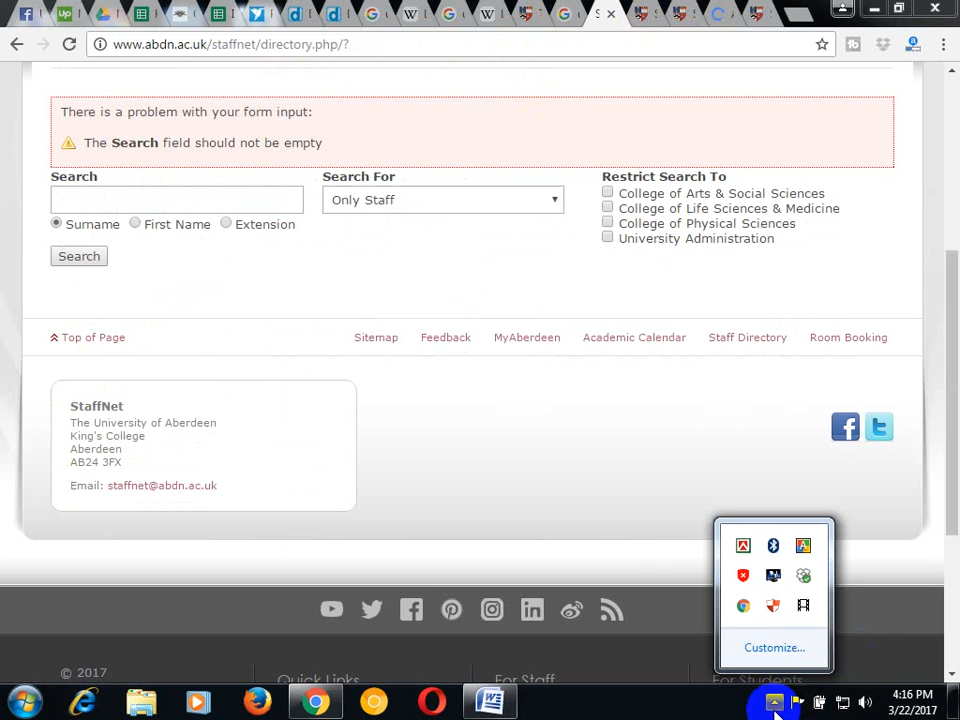 www.abdn.ac.uk/staffnet/directory.php/?
There is a problem with your form input:
The Search field should not be empty
Search
Search For
Restrict Search To
Only Staff
College of Arts & Social Sciences
College of Life Sciences & Medicine
College of Physical Sciences
University Administration
Surname
First Name
Extension
Search
Top of Page
Sitemap
Feedback
MyAberdeen
Academic Calendar
Staff Directory
Room Booking
StaffNet
The University of Aberdeen
King's College
Aberdeen
AB24 3FX
Email: staffnet@abdn.ac.uk
Customize...
© 2017
Quick Links
For Staff
For Students
4:16 PM
3/22/2017